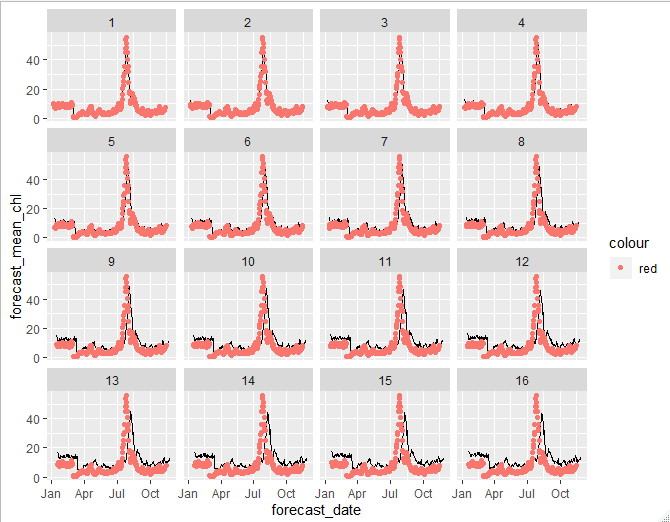 1 2 3 4
40
20
0
5 6 7 8
40
20
0
9 10 11 12
40
20
0
13 14 15 16
40
20
0
Jan Apr Jul Oct Jan Apr Jul Oct Jan Apr Jul Oct Jan Apr Jul Oct
forecast_date
forecast_mean_chl
colour
red